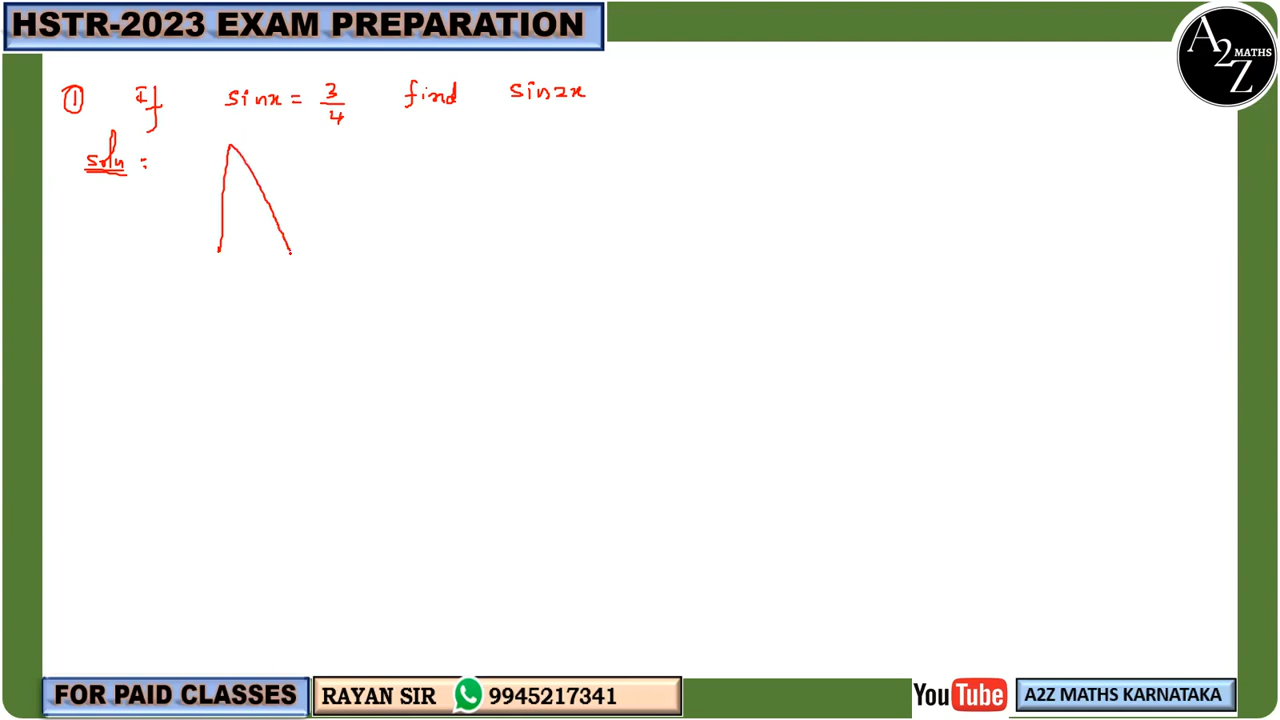 HSTR-2023 EXAM PREPARATION
A2Z MATHS
① If sinx = 3/4 find sin2x
soln :
FOR PAID CLASSES RAYAN SIR 9945217341 YouTube A2Z MATHS KARNATAKA